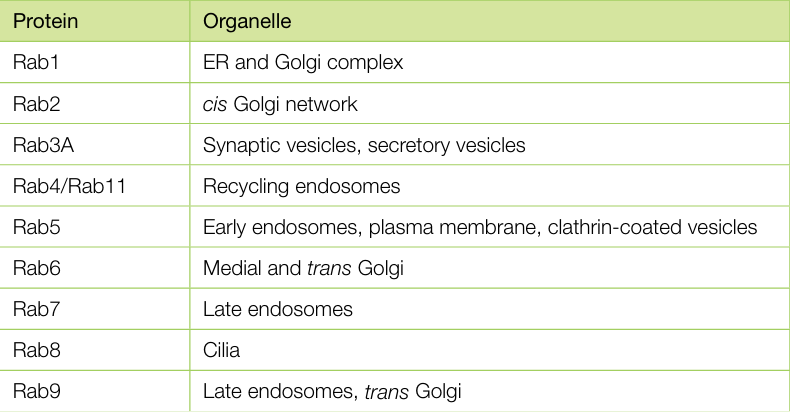 Protein Organelle
Rab1 ER and Golgi complex
Rab2 cis Golgi network
Rab3A Synaptic vesicles, secretory vesicles
Rab4/Rab11 Recycling endosomes
Rab5 Early endosomes, plasma membrane, clathrin-coated vesicles
Rab6 Medial and trans Golgi
Rab7 Late endosomes
Rab8 Cilia
Rab9 Late endosomes, trans Golgi